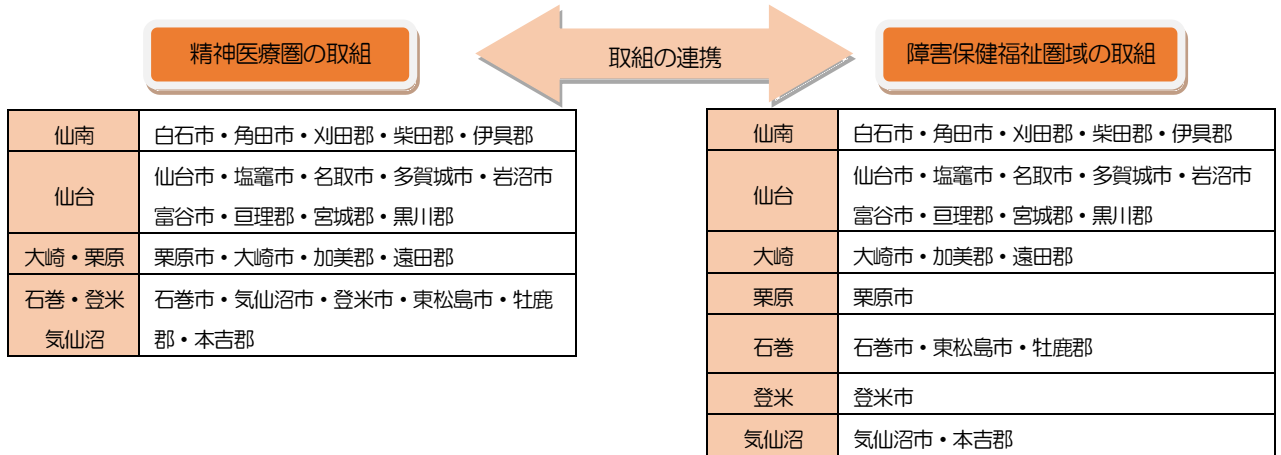 精神医療圏の取組
取組の連携
障害保健福祉圏域の取組
仙南
白石市・角田市・刈田郡・柴田郡・伊具郡
仙台
仙台市・塩竈市・名取市・多賀城市・岩沼市
富谷市・亘理郡・宮城郡・黒川郡
大崎・栗原
栗原市・大崎市・加美郡・遠田郡
石巻・登米
気仙沼
石巻市・気仙沼市・登米市・東松島市・牡鹿
郡・本吉郡
仙南
白石市・角田市・刈田郡・柴田郡・伊具郡
仙台
仙台市・塩竈市・名取市・多賀城市・岩沼市
富谷市・亘理郡・宮城郡・黒川郡
大崎
大崎市・加美郡・遠田郡
栗原
栗原市
石巻
石巻市・東松島市・牡鹿郡
登米
登米市
気仙沼
気仙沼市・本吉郡